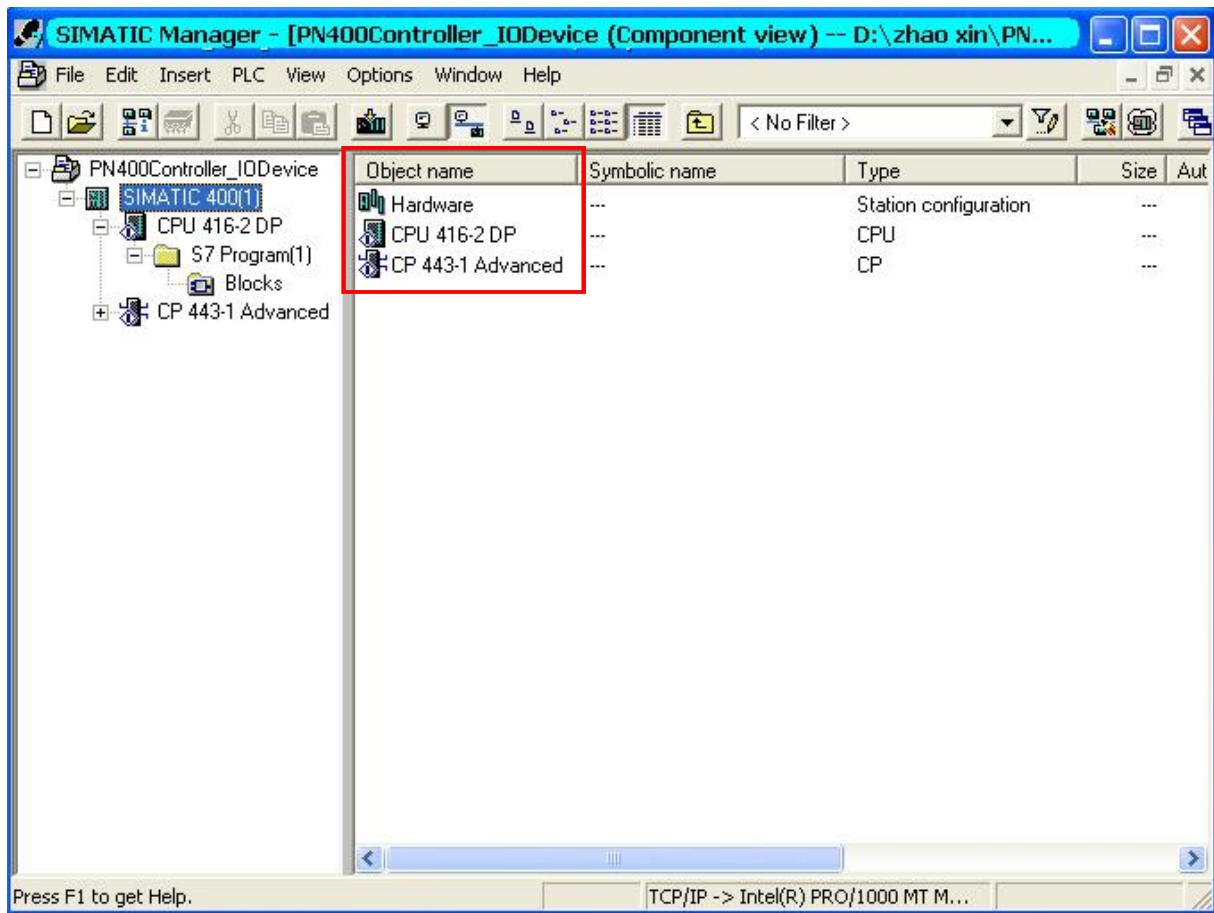 SIMATIC Manager - [PN400Controller_IODevice (Component view) -- D:\zhao xin\PN...
File Edit Insert PLC View Options Window Help
< No Filter >
PN400Controller_IODevice
SIMATIC 400(1)
CPU 416-2 DP
S7 Program(1)
Blocks
CP 443-1 Advanced
Object name Symbolic name Type Size Aut
Hardware --- Station configuration ---
CPU 416-2 DP --- CPU ---
CP 443-1 Advanced --- CP ---
Press F1 to get Help. TCP/IP -> Intel(R) PRO/1000 MT M...